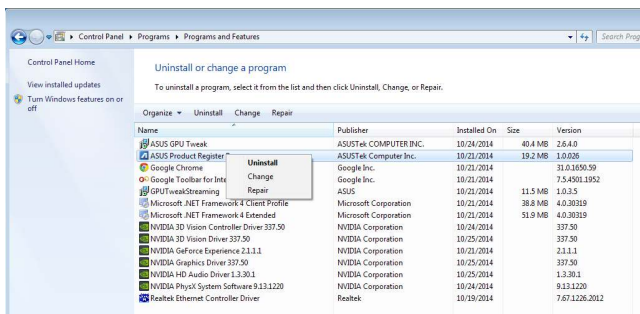 Control Panel ▸ Programs ▸ Programs and Features
Search Prog
Control Panel Home
View installed updates
Turn Windows features on or off
Uninstall or change a program
To uninstall a program, select it from the list and then click Uninstall, Change, or Repair.
Organize Uninstall Change Repair
Name Publisher Installed On Size Version
ASUS GPU Tweak ASUSTek COMPUTER INC. 10/24/2014 40.4 MB 2.6.4.0
ASUS Product Register ASUSTek Computer Inc. 10/21/2014 19.2 MB 1.0.026
Google Chrome Google Inc. 10/21/2014 31.0.1650.59
Google Toolbar for Inte Google Inc. 10/21/2014 7.5.4501.1952
GPUTweakStreaming ASUS 10/21/2014 11.5 MB 1.0.3.5
Microsoft .NET Framework 4 Client Profile Microsoft Corporation 10/21/2014 38.8 MB 4.0.30319
Microsoft .NET Framework 4 Extended Microsoft Corporation 10/21/2014 51.9 MB 4.0.30319
NVIDIA 3D Vision Controller Driver 337.50 NVIDIA Corporation 10/24/2014 337.50
NVIDIA 3D Vision Driver 337.50 NVIDIA Corporation 10/25/2014 337.50
NVIDIA GeForce Experience 2.1.1.1 NVIDIA Corporation 10/21/2014 2.1.1.1
NVIDIA Graphics Driver 337.50 NVIDIA Corporation 10/25/2014 337.50
NVIDIA HD Audio Driver 1.3.30.1 NVIDIA Corporation 10/25/2014 1.3.30.1
NVIDIA PhysX System Software 9.13.1220 NVIDIA Corporation 10/24/2014 9.13.1220
Realtek Ethernet Controller Driver Realtek 10/19/2014 7.67.1226.2012
Uninstall
Change
Repair